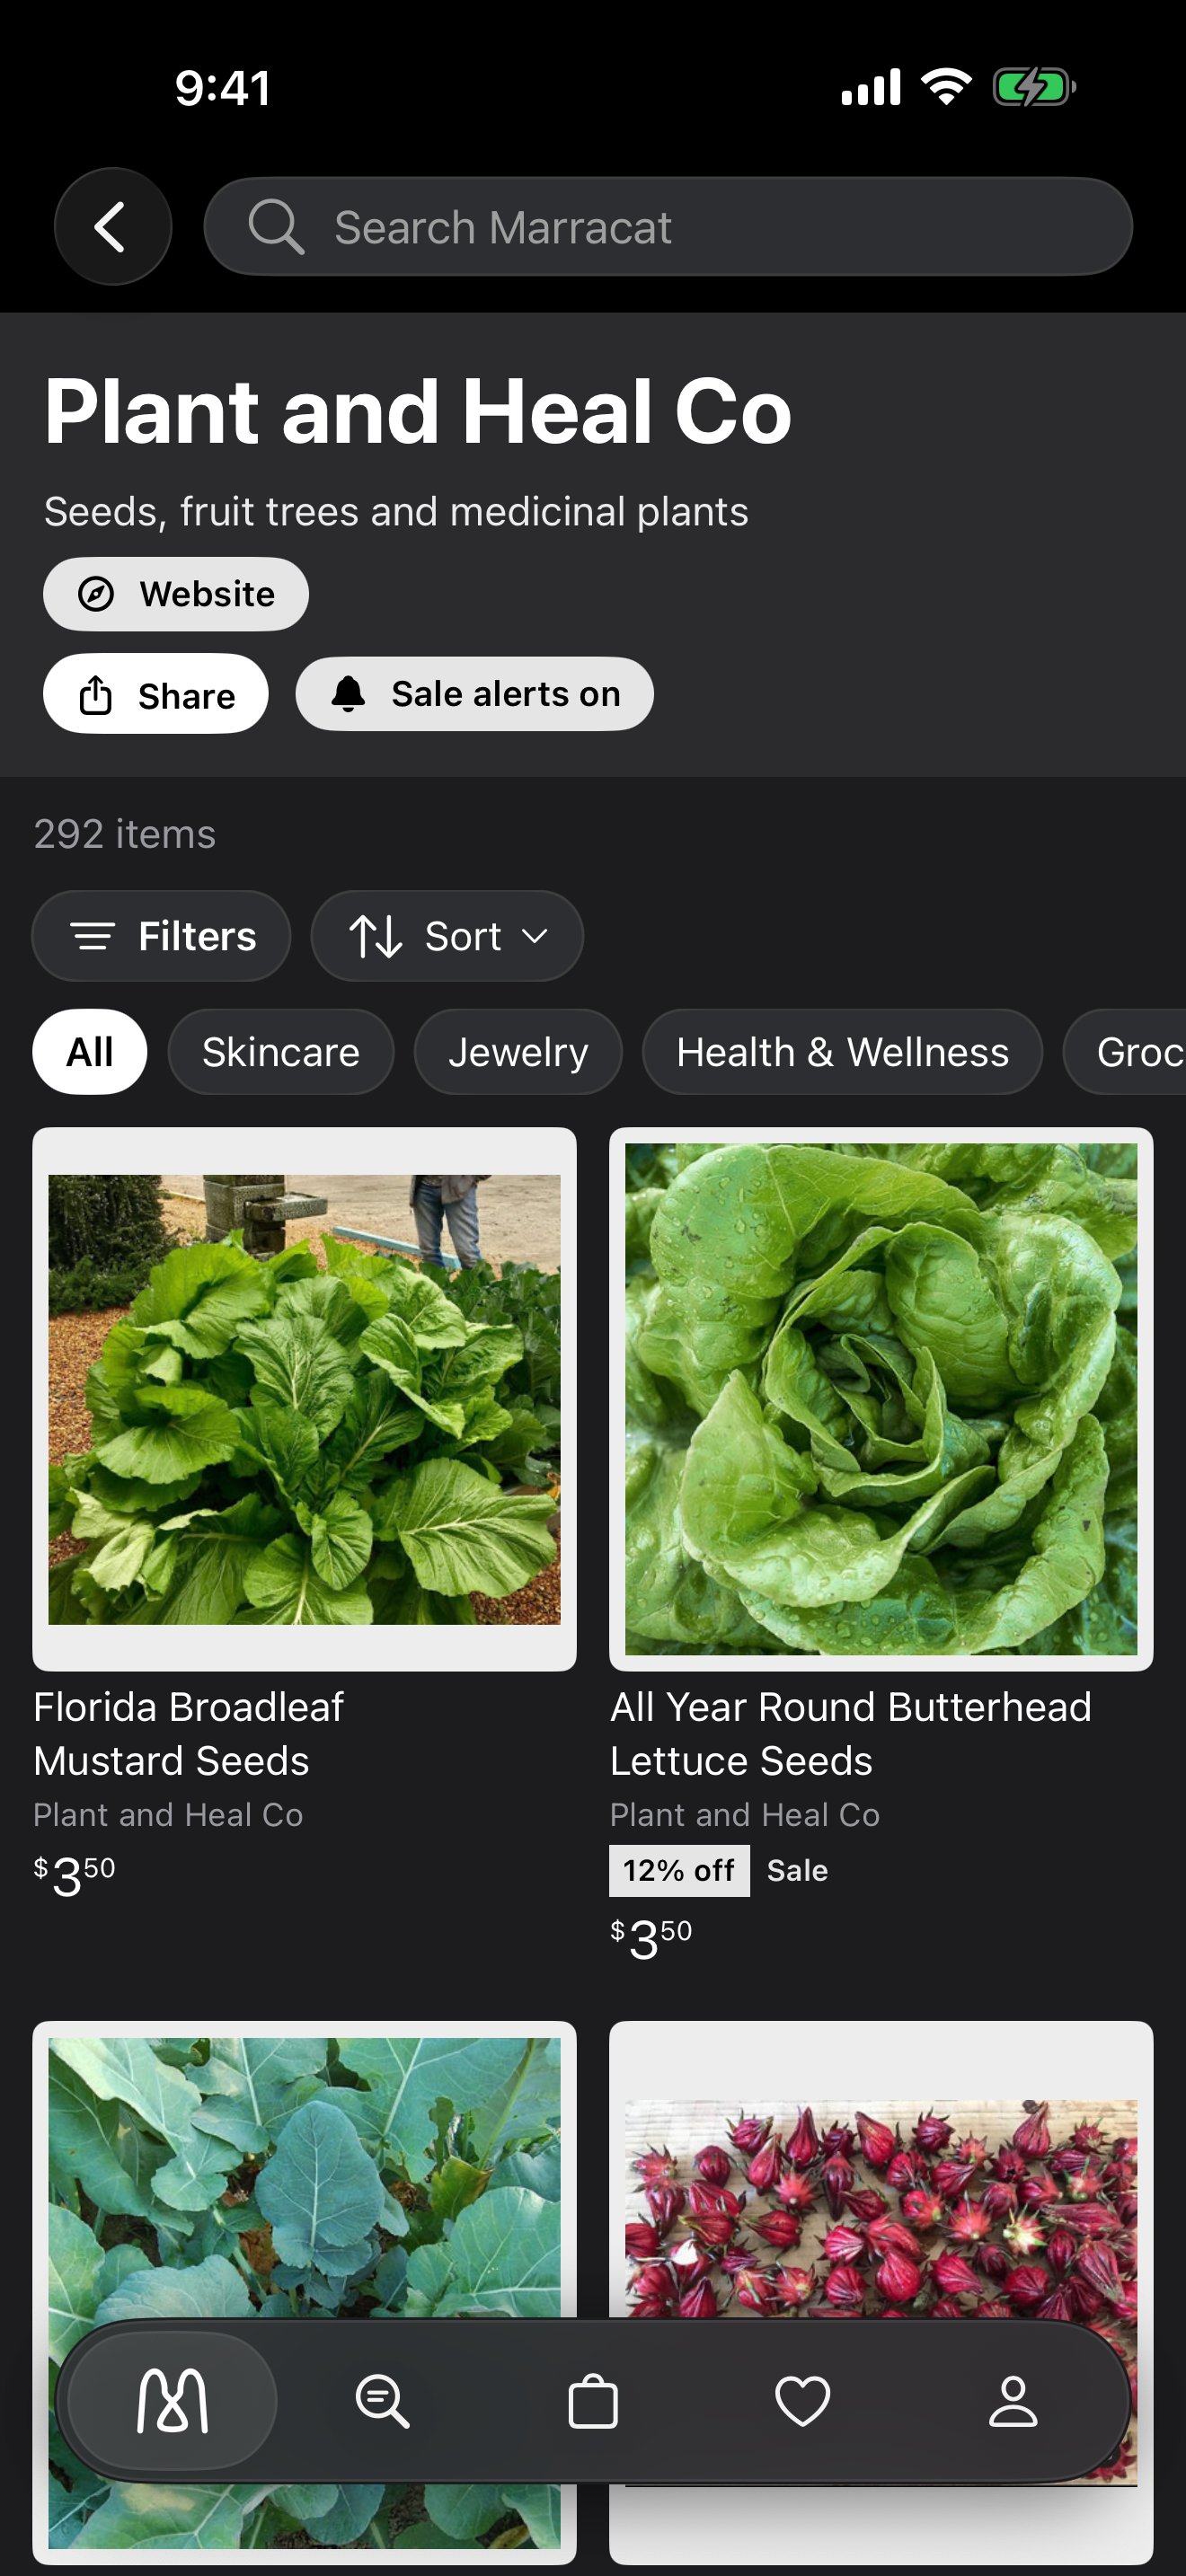 9:41
Search Marracat
Plant and Heal Co
Seeds, fruit trees and medicinal plants
Website
Share
Sale alerts on
292 items
Filters
Sort
All
Skincare
Jewelry
Health & Wellness
Groc
Florida Broadleaf
Mustard Seeds
Plant and Heal Co
$350
All Year Round Butterhead
Lettuce Seeds
Plant and Heal Co
12% off Sale
$350